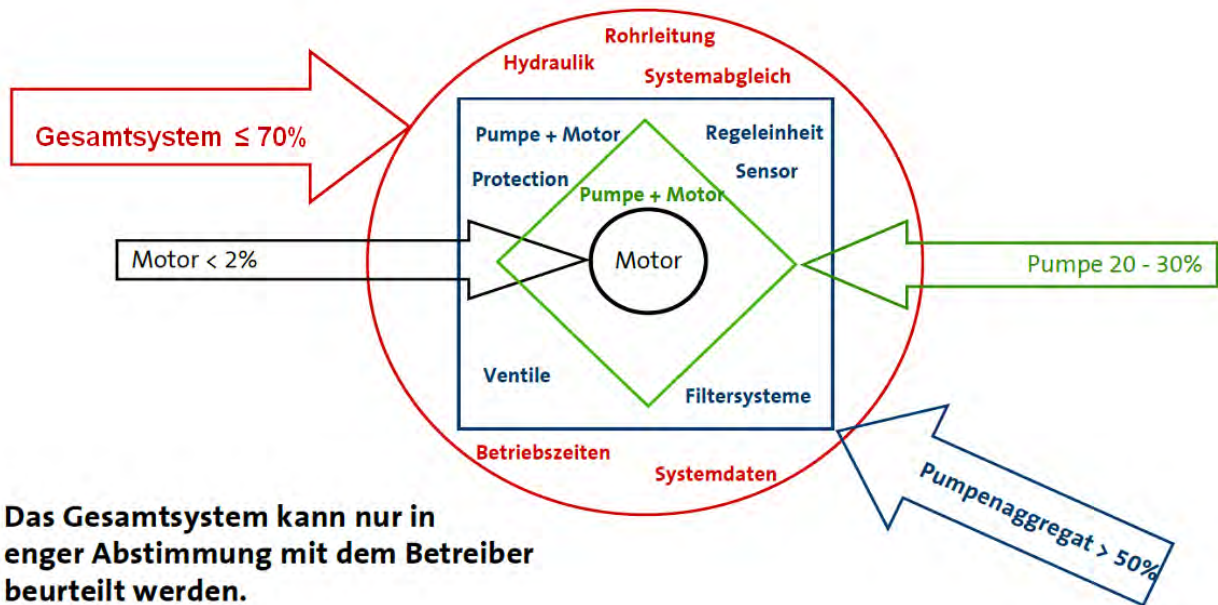 Rohrleitung
Hydraulik
Systemabgleich
Gesamtsystem ≤ 70%
Pumpe + Motor
Regeleinheit
Protection
Sensor
Pumpe + Motor
Motor < 2%
Motor
Pumpe 20 - 30%
Ventile
Filtersysteme
Betriebszeiten
Systemdaten
Pumpenaggregat > 50%
Das Gesamtsystem kann nur in
enger Abstimmung mit dem Betreiber
beurteilt werden.